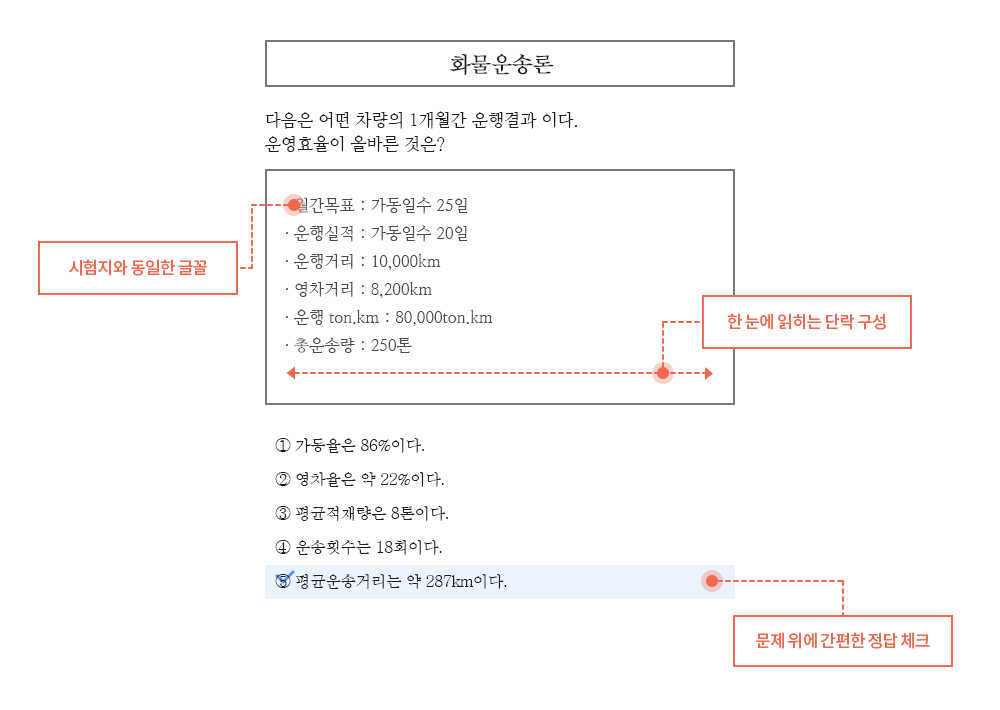 화물운송론
다음은 어떤 차량의 1개월간 운행결과 이다.
운영효율이 올바른 것은?
월간목표 : 가동일수 25일
· 운행실적 : 가동일수 20일
· 운행거리 : 10,000km
· 영차거리 : 8,200km
· 운행 ton.km : 80,000ton.km
· 총운송량 : 250톤
시험지와 동일한 글꼴
한 눈에 읽히는 단락 구성
① 가동율은 86%이다.
② 영차율은 약 22%이다.
③ 평균적재량은 8톤이다.
④ 운송횟수는 18회이다.
⑤ 평균운송거리는 약 287km이다.
문제 위에 간편한 정답 체크